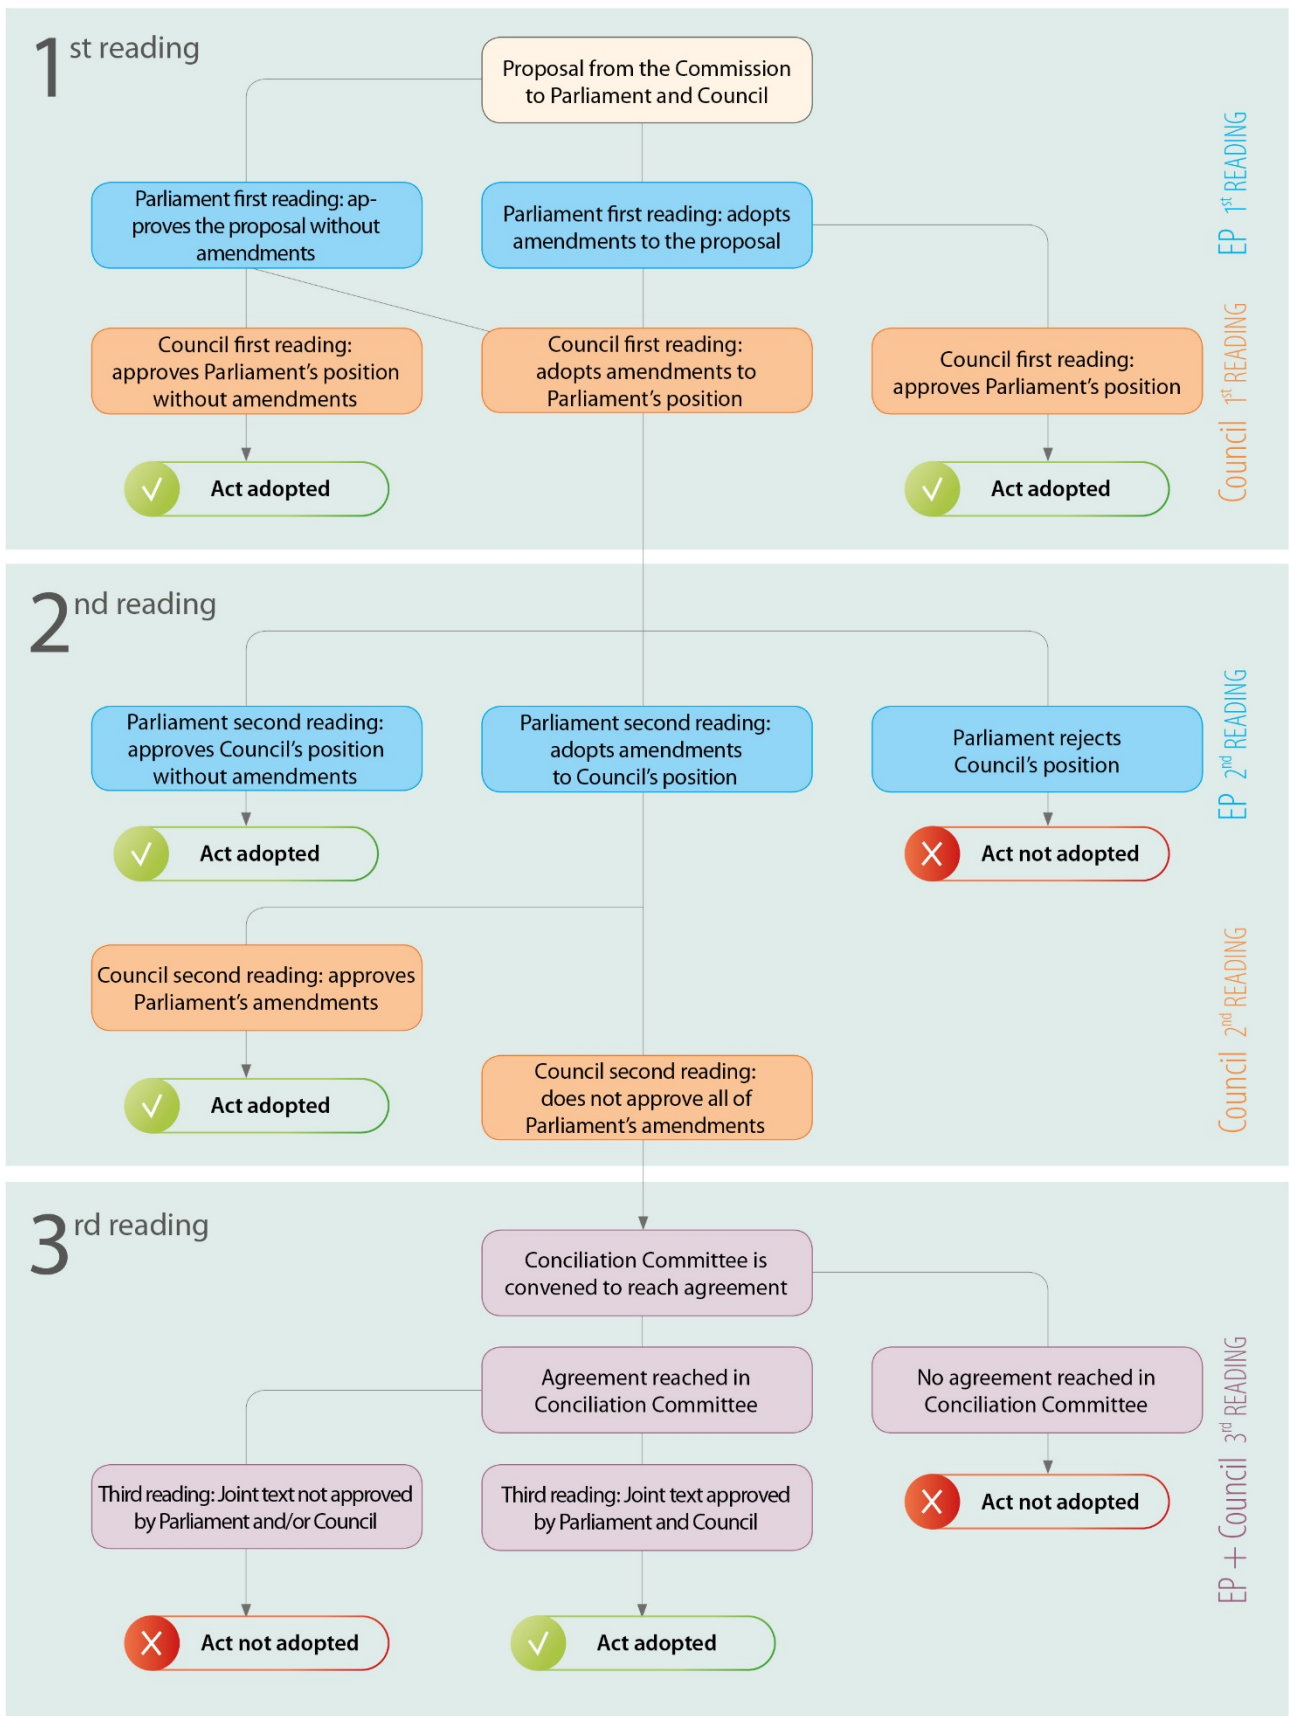 1st reading
Proposal from the Commission
to Parliament and Council
Parliament first reading: ap-
proves the proposal without
amendments
Parliament first reading: adopts
amendments to the proposal
EP 1st READING
Council first reading:
approves Parliament’s position
without amendments
Council first reading:
adopts amendments to
Parliament’s position
Council first reading:
approves Parliament’s position
Council 1st READING
Act adopted
Act adopted
2nd reading
Parliament second reading:
approves Council’s position
without amendments
Parliament second reading:
adopts amendments
to Council’s position
Parliament rejects
Council’s position
EP 2nd READING
Act adopted
Act not adopted
Council second reading: approves
Parliament’s amendments
Act adopted
Council second reading:
does not approve all of
Parliament’s amendments
Council 2nd READING
3rd reading
Conciliation Committee is
convened to reach agreement
Agreement reached in
Conciliation Committee
No agreement reached in
Conciliation Committee
Third reading: Joint text not approved
by Parliament and/or Council
Third reading: Joint text approved
by Parliament and Council
Act not adopted
EP + Council 3rd READING
Act not adopted
Act adopted